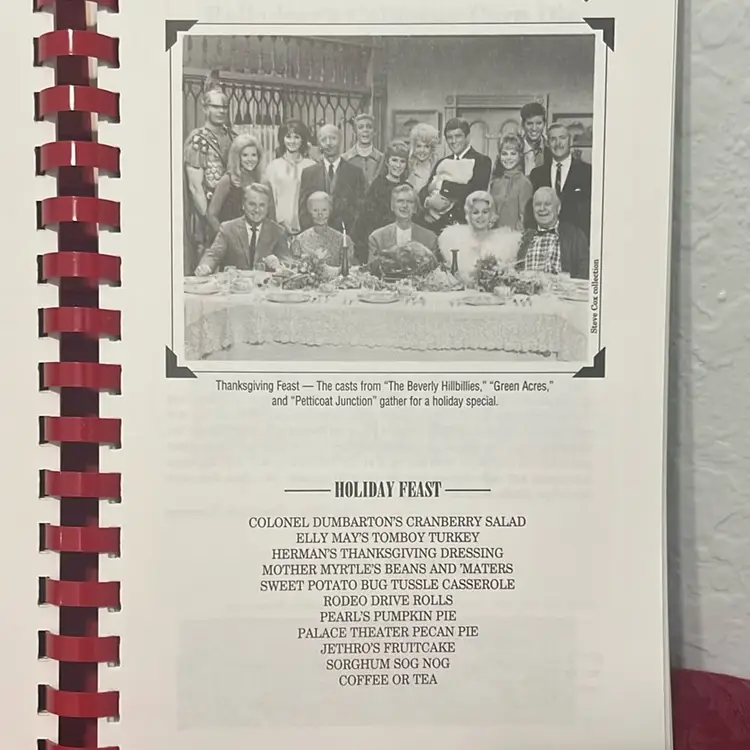 Steve Cox collection
Thanksgiving Feast — The casts from "The Beverly Hillbillies," "Green Acres,"
and "Petticoat Junction" gather for a holiday special.
HOLIDAY FEAST
COLONEL DUMBARTON'S CRANBERRY SALAD
ELLY MAY'S TOMBOY TURKEY
HERMAN'S THANKSGIVING DRESSING
MOTHER MYRTLE'S BEANS AND 'MATERS
SWEET POTATO BUG TUSSLE CASSEROLE
RODEO DRIVE ROLLS
PEARL'S PUMPKIN PIE
PALACE THEATER PECAN PIE
JETHRO'S FRUITCAKE
SORGHUM SOG NOG
COFFEE OR TEA